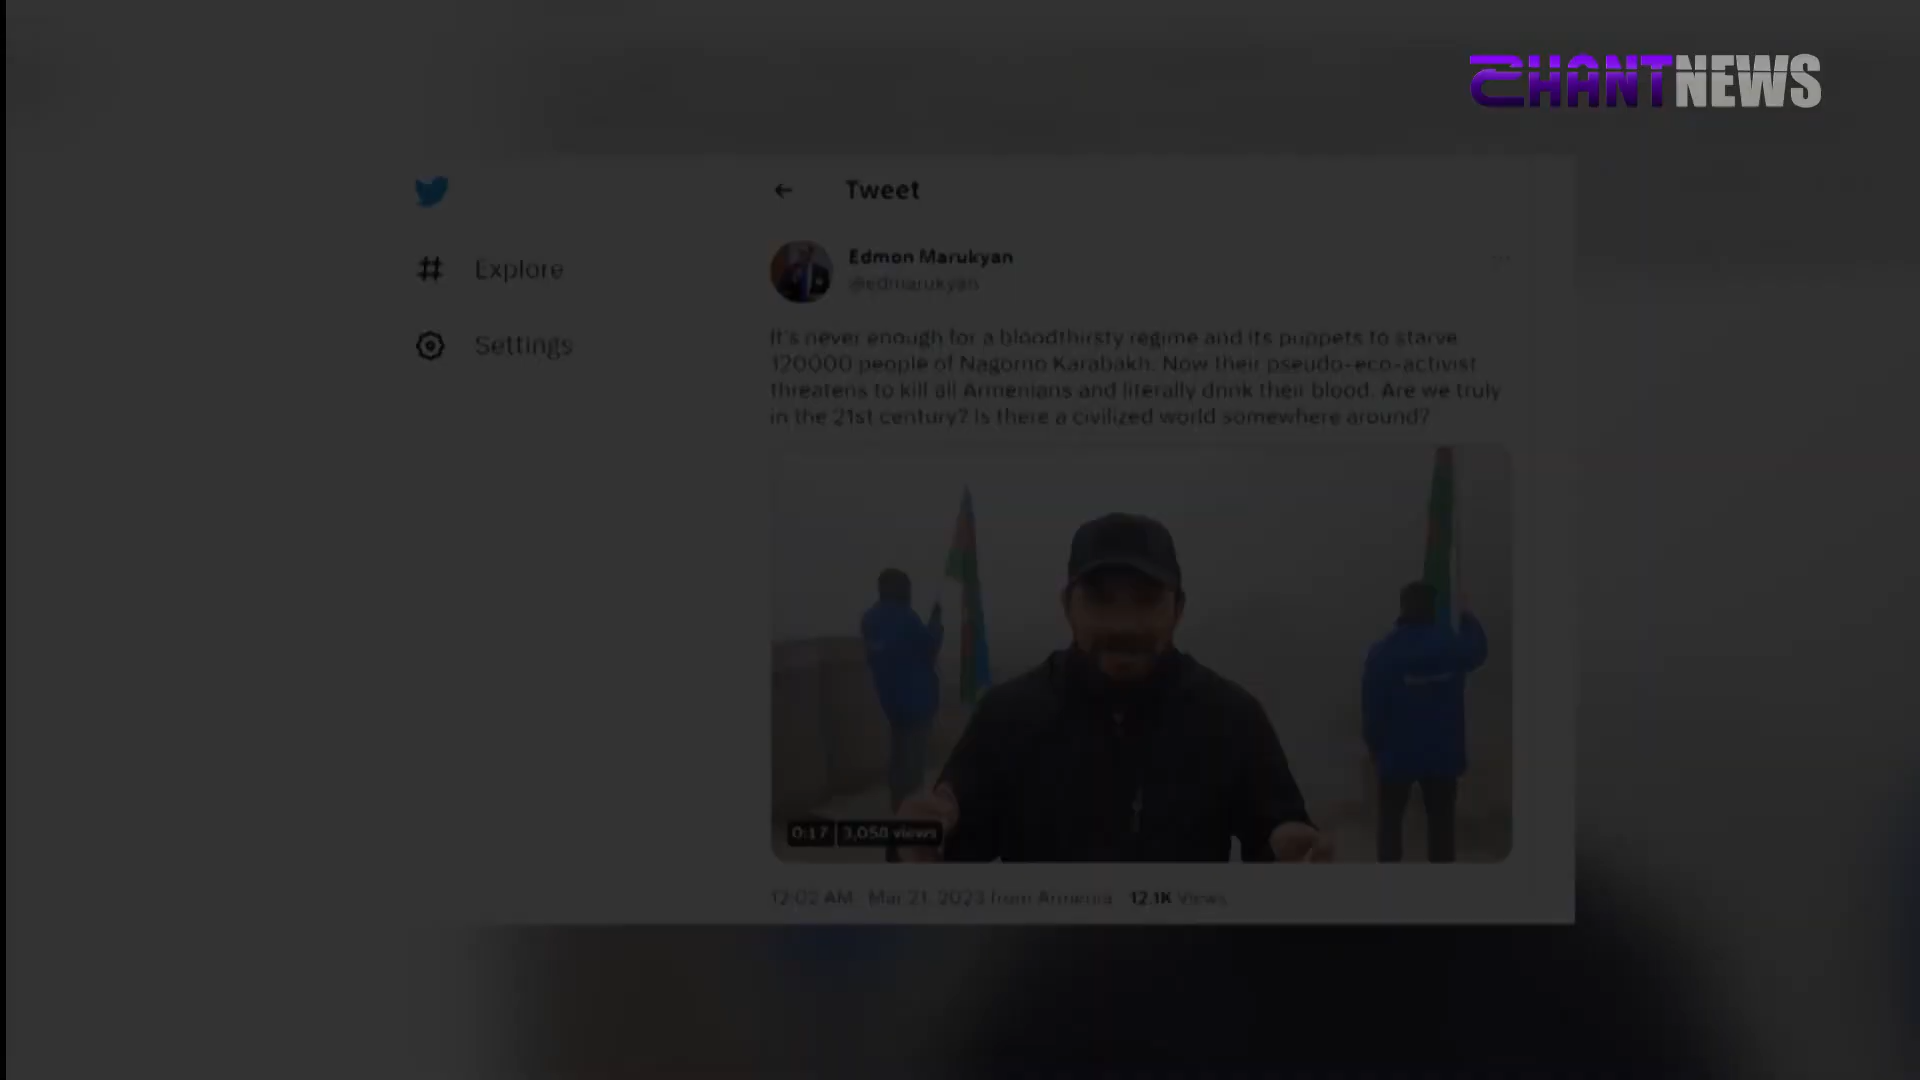 SHANTNEWS
Tweet
Explore
Settings
Edmon Marukyan
@edmarukyan
It's never enough for a bloodthirsty regime and its puppets to starve
120000 people of Nagorno Karabakh. Now their pseudo-eco-activist
threatens to kill all Armenians and literally drink their blood. Are we truly
in the 21st century? Is there a civilized world somewhere around?
0:17 3,058 views
12:02 AM · Mar 21, 2023 from Armenia · 12.1K Views